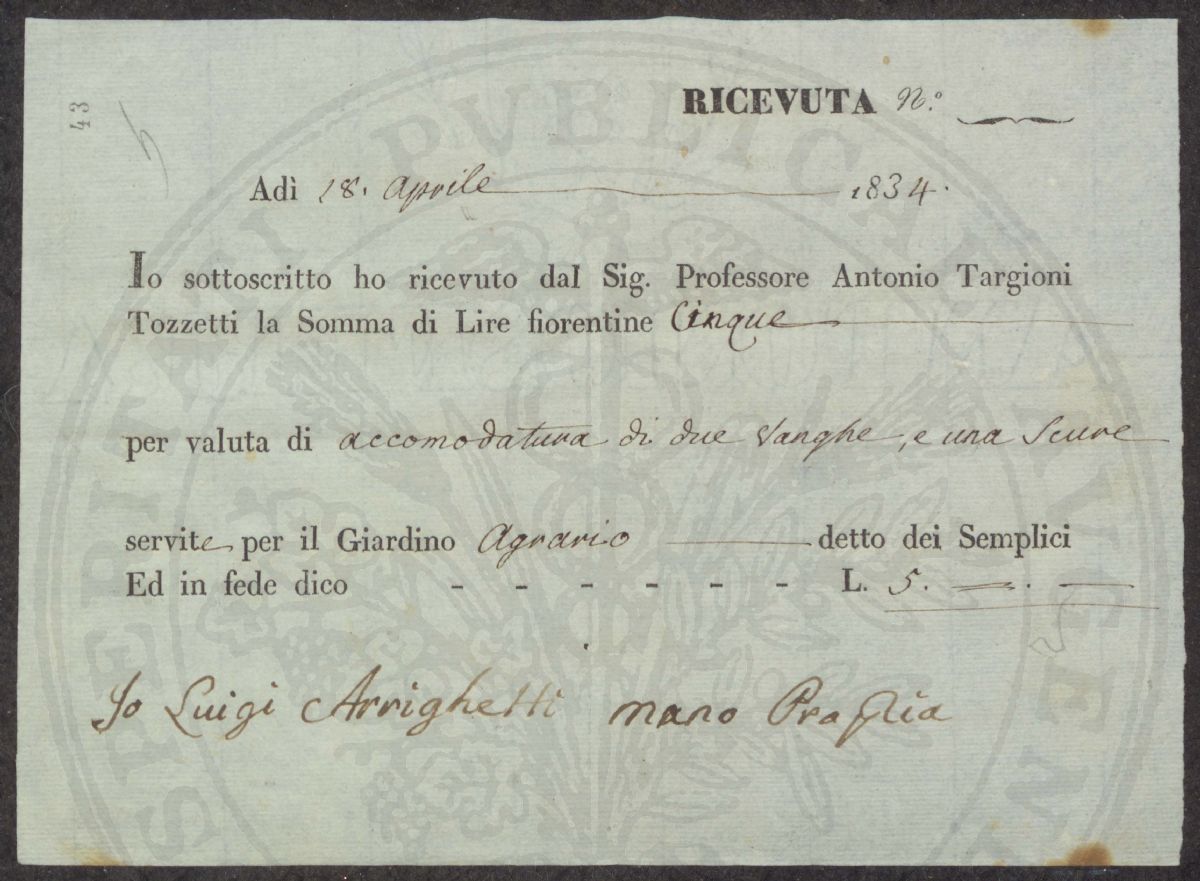 RICEVUTA N.º
43
Adì 18. Aprile 1834.
Io sottoscritto ho ricevuto dal Sig. Professore Antonio Targioni
Tozzetti la Somma di Lire fiorentine Cinque
per valuta di accomodatura di due Vanghe, e una Scure
servite per il Giardino Agrario detto dei Semplici
Ed in fede dico - - - - - - L. 5. =. —
Io Luigi Arrighetti mano Propia